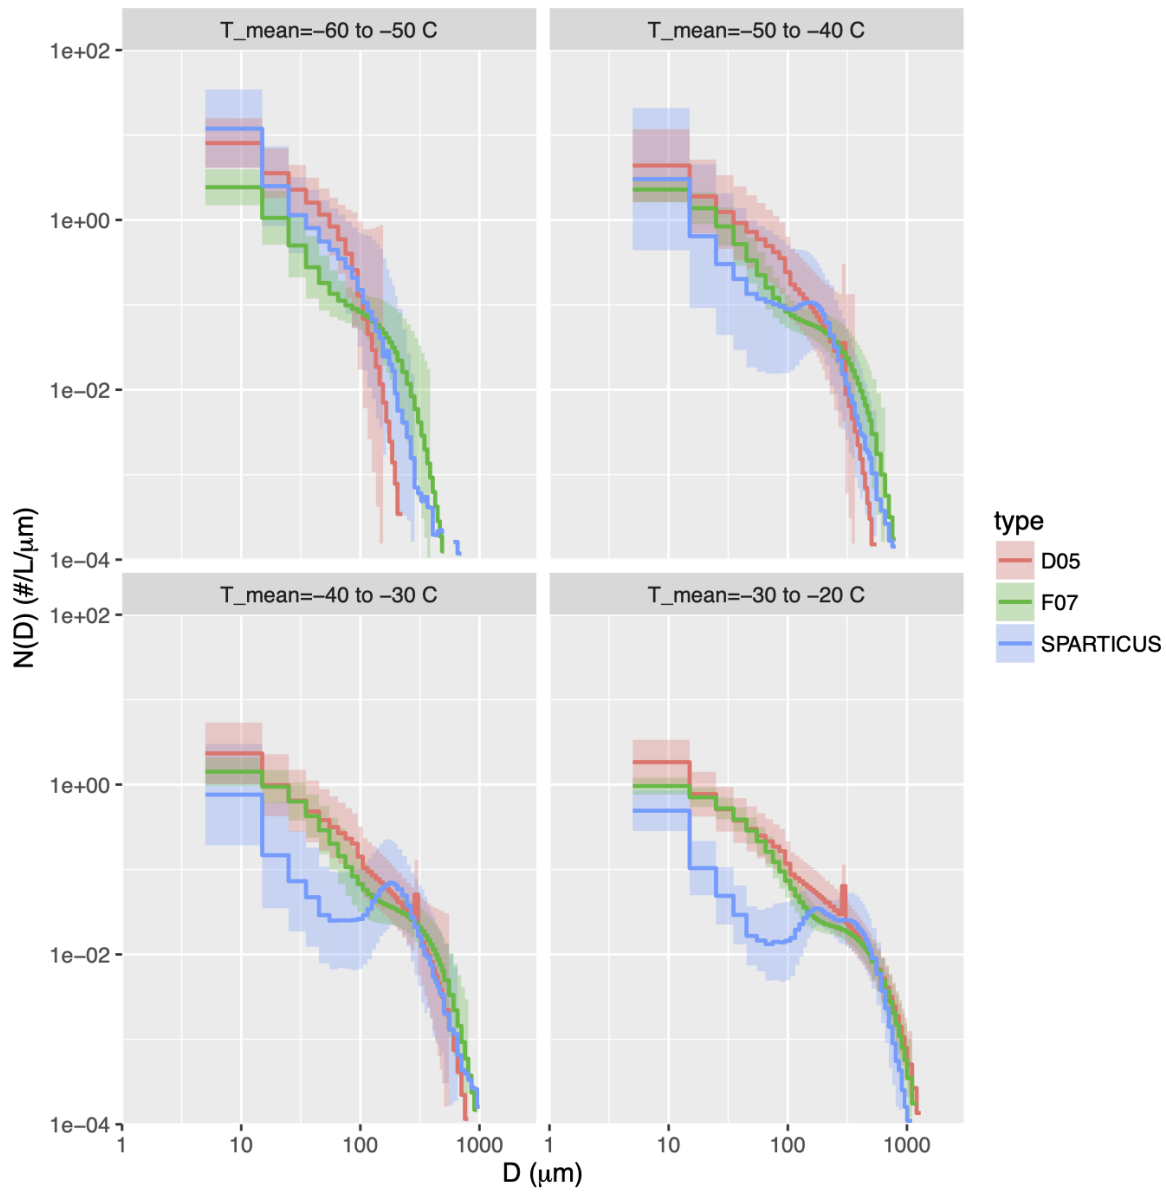 T_mean=−60 to −50 C
T_mean=−50 to −40 C
1e+02
1e+00
1e−02
1e−04
T_mean=−40 to −30 C
T_mean=−30 to −20 C
1e+02
1e+00
1e−02
1e−04
1
10
100
1000
1
10
100
1000
D (μm)
N(D) (#/L/μm)
type
D05
F07
SPARTICUS